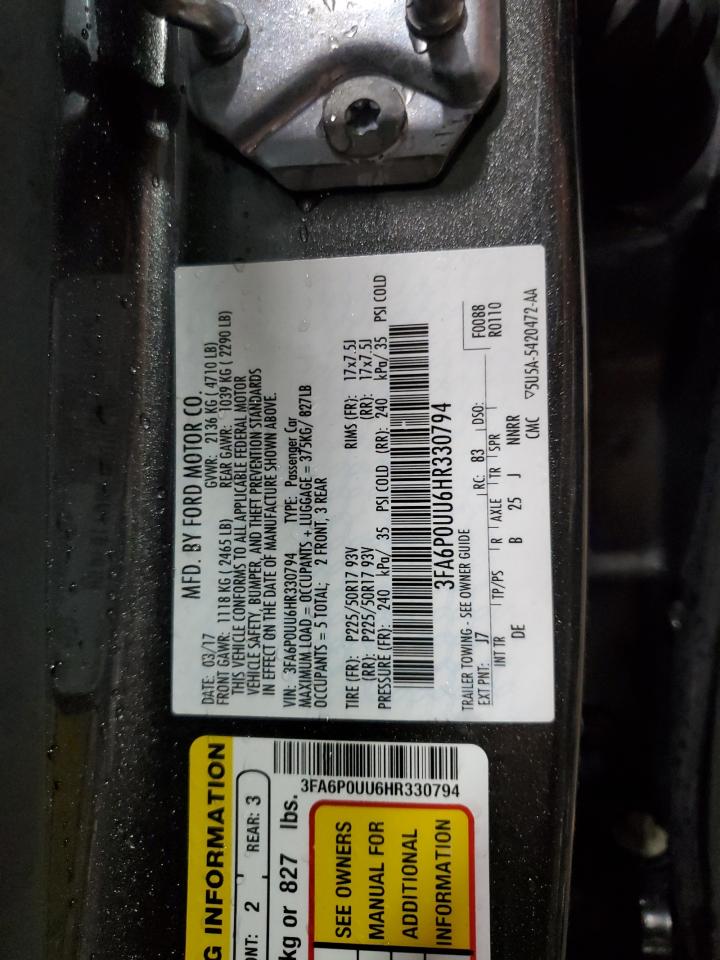 MFD. BY FORD MOTOR CO.
DATE: 03/17 GVWR: 2136 KG ( 4710 LB)
FRONT GAWR: 1118 KG ( 2465 LB) REAR GAWR: 1039 KG ( 2290 LB)
THIS VEHICLE CONFORMS TO ALL APPLICABLE FEDERAL MOTOR
VEHICLE SAFETY, BUMPER, AND THEFT PREVENTION STANDARDS
IN EFFECT ON THE DATE OF MANUFACTURE SHOWN ABOVE.
VIN: 3FA6P0UU6HR330794 TYPE: Passenger Car
MAXIMUM LOAD = OCCUPANTS + LUGGAGE = 375KG/ 827LB
OCCUPANTS = 5 TOTAL; 2 FRONT, 3 REAR
TIRE (FR): P225/50R17 93V RIMS (FR): 17x7.5J
(RR): P225/50R17 93V (RR): 17x7.5J
PRESSURE (FR): 240 kPa/ 35 PSI COLD (RR): 240 kPa/ 35 PSI COLD
3FA6P0UU6HR330794
TRAILER TOWING - SEE OWNER GUIDE
EXT PNT: J7 RC: 83 DSO: F0088
R0110
INT TR TP/PS R AXLE TR SPR
DE B 25 J NNRR
CMC ▽5U5A-5420472-AA
G INFORMATION
NT: 2 REAR: 3
kg or 827 lbs.
3FA6P0UU6HR330794
SEE OWNERS
MANUAL FOR
ADDITIONAL
INFORMATION